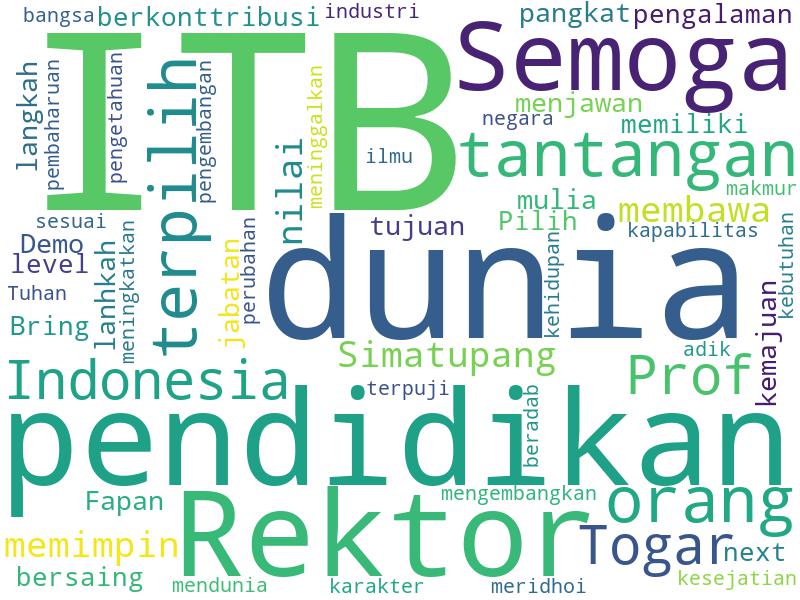 bangsa berkonttribusi industri pangkat pengalaman
ITB Semoga
langkah pembaharuan pengetahuan terpilih pengembangan nilai meninggalkan ilmu
menjawan
negara memiliki
tantangan
makmur
mulia membawa
sesuai tujuan Pilih kapabilitas
Demo level lanhkah meningkatkan jabatan perubahan dunia kehidupan kebutuhan
Tuhan
Bring
Simatupang adik kemajuan
Indonesia terpuji Prof
pendidikan beradab
Fapan Rektor mengembangkan orang
memimpin Togar next
bersaing mendunia karakter meridhoi kesejatian